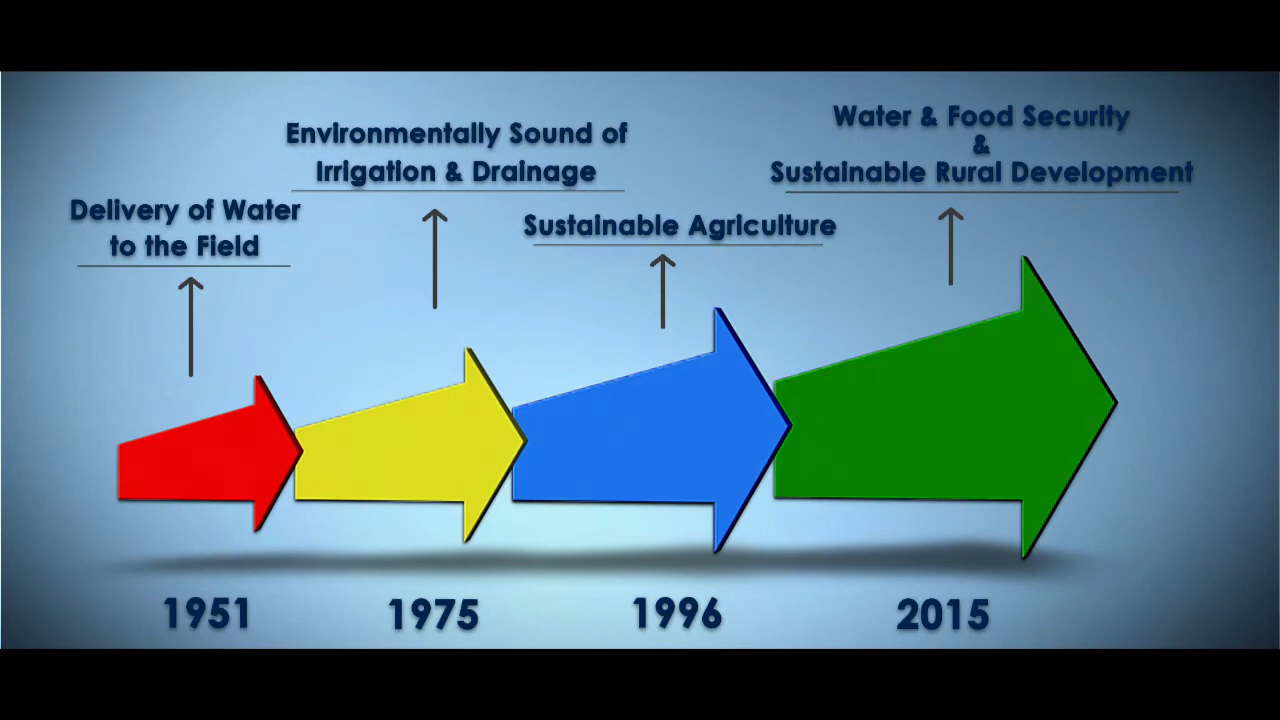 Delivery of Water
to the Field
Environmentally Sound of
Irrigation & Drainage
Sustainable Agriculture
Water & Food Security
&
Sustainable Rural Development
1951
1975
1996
2015